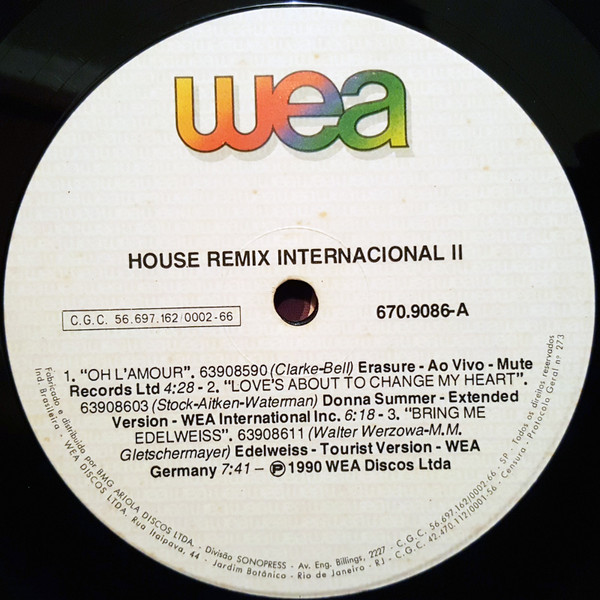 wea
HOUSE REMIX INTERNACIONAL II
C.G.C. 56.697.162/0002-66
670.9086-A
1. “OH L'AMOUR”. 63908590 (Clarke-Bell) Erasure - Ao Vivo - Mute
Records Ltd 4:28 - 2. “LOVE'S ABOUT TO CHANGE MY HEART”.
63908603 (Stock-Aitken-Waterman) Donna Summer - Extended
Version - WEA International Inc. 6:18 - 3. “BRING ME
EDELWEISS”. 63908611 (Walter Werzowa-M.M.
Gletschermayer) Edelweiss - Tourist Version - WEA
Germany 7:41 – ℗ 1990 WEA Discos Ltda
Fabricado e distribuido por BMG ARIOLA DISCOS LTDA. - Divisão SONOPRESS - Av. Eng. Billings, 2227 - C.G.C. 56.697.162/0002-66 - SP - Todos os direitos reservados
Ind. Brasileira - WEA DISCOS LTDA. Rua Itaipava, 44 - Jardim Botânico - Rio de Janeiro - RJ - C.G.C. 42.470.112/0001-56 - Censura - Protocolo Geral nº 273